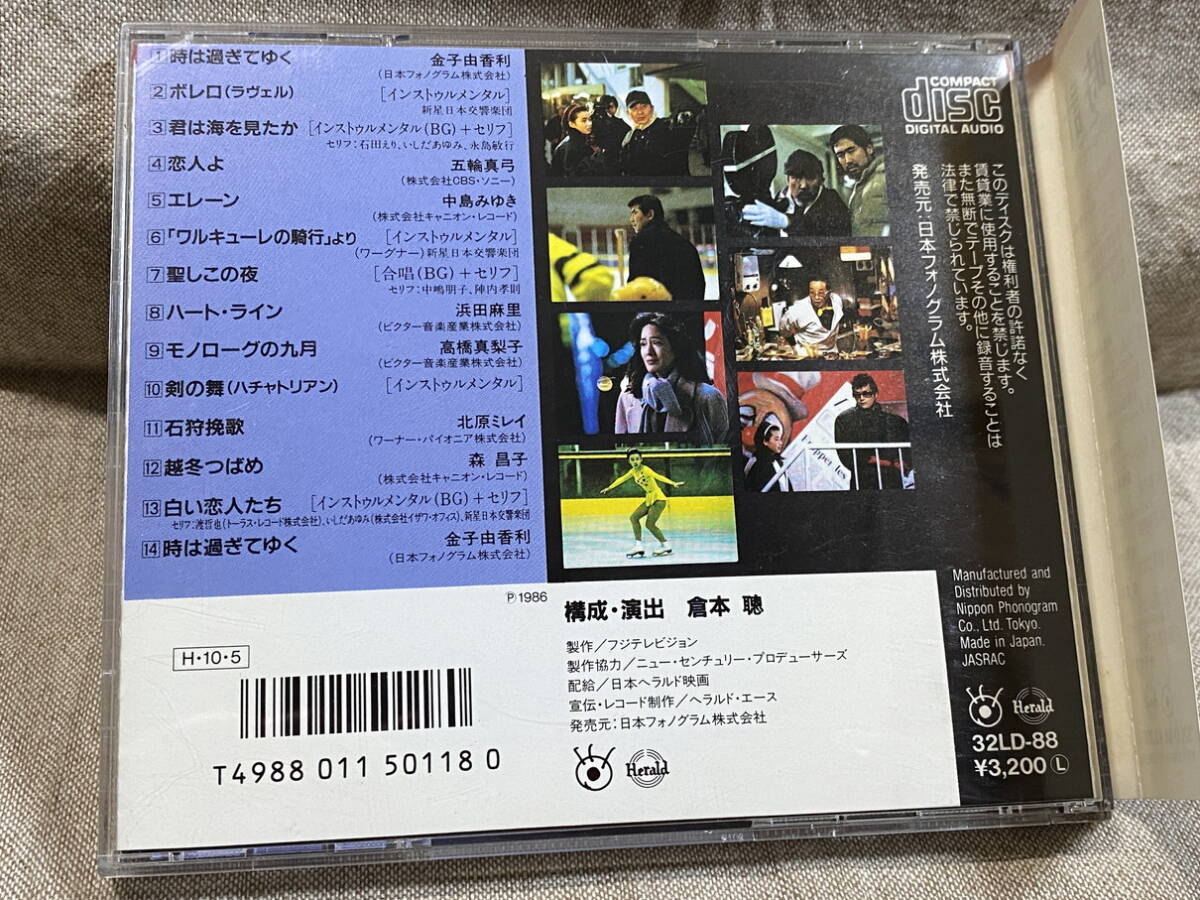 1 時は過ぎてゆく 金子由香利
(日本フォノグラム株式会社)
2 ボレロ(ラヴェル) [インストゥルメンタル]
新星日本交響楽団
3 君は海を見たか [インストゥルメンタル(BG)+セリフ]
セリフ:石田えり、いしだあゆみ、永島敏行
4 恋人よ 五輪真弓
(株式会社CBS・ソニー)
5 エレーン 中島みゆき
(株式会社キャニオン・レコード)
6 「ワルキューレの騎行」より [インストゥルメンタル]
(ワーグナー)新星日本交響楽団
7 聖しこの夜 [合唱(BG)+セリフ]
セリフ:中嶋朋子、陣内孝則
8 ハート・ライン 浜田麻里
(ビクター音楽産業株式会社)
9 モノローグの九月 高橋真梨子
(ビクター音楽産業株式会社)
10 剣の舞(ハチャトリアン) [インストゥルメンタル]
11 石狩挽歌 北原ミレイ
(ワーナー・パイオニア株式会社)
12 越冬つばめ 森 昌子
(株式会社キャニオン・レコード)
13 白い恋人たち [インストゥルメンタル(BG)+セリフ]
セリフ:渡哲也(トーラス・レコード株式会社)、いしだあゆみ(株式会社イザワ・オフィス)、新星日本交響楽団
14 時は過ぎてゆく 金子由香利
(日本フォノグラム株式会社)
COMPACT
disc
DIGITAL AUDIO
このディスクは権利者の許諾なく
賃貸業に使用することを禁じます。
また無断でテープその他に録音することは
法律で禁じられています。
発売元:日本フォノグラム株式会社
Ⓟ1986
構成・演出 倉本 聰
製作/フジテレビジョン
製作協力/ニュー・センチュリー・プロデューサーズ
配給/日本ヘラルド映画
宣伝・レコード制作/ヘラルド・エース
発売元:日本フォノグラム株式会社
Herald
H・10・5
T4988 011 50118 0
Manufactured and
Distributed by
Nippon Phonogram
Co., Ltd. Tokyo.
Made in Japan.
JASRAC
Herald
32LD-88
¥3,200 Ⓛ